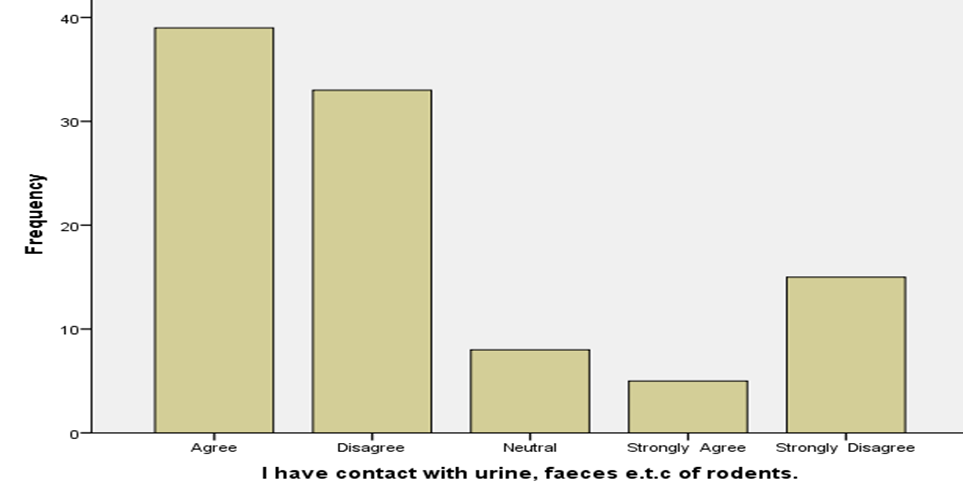 40
30
20
10
0
Frequency
Agree Disagree Neutral Strongly Agree Strongly Disagree
I have contact with urine, faeces e.t.c of rodents.